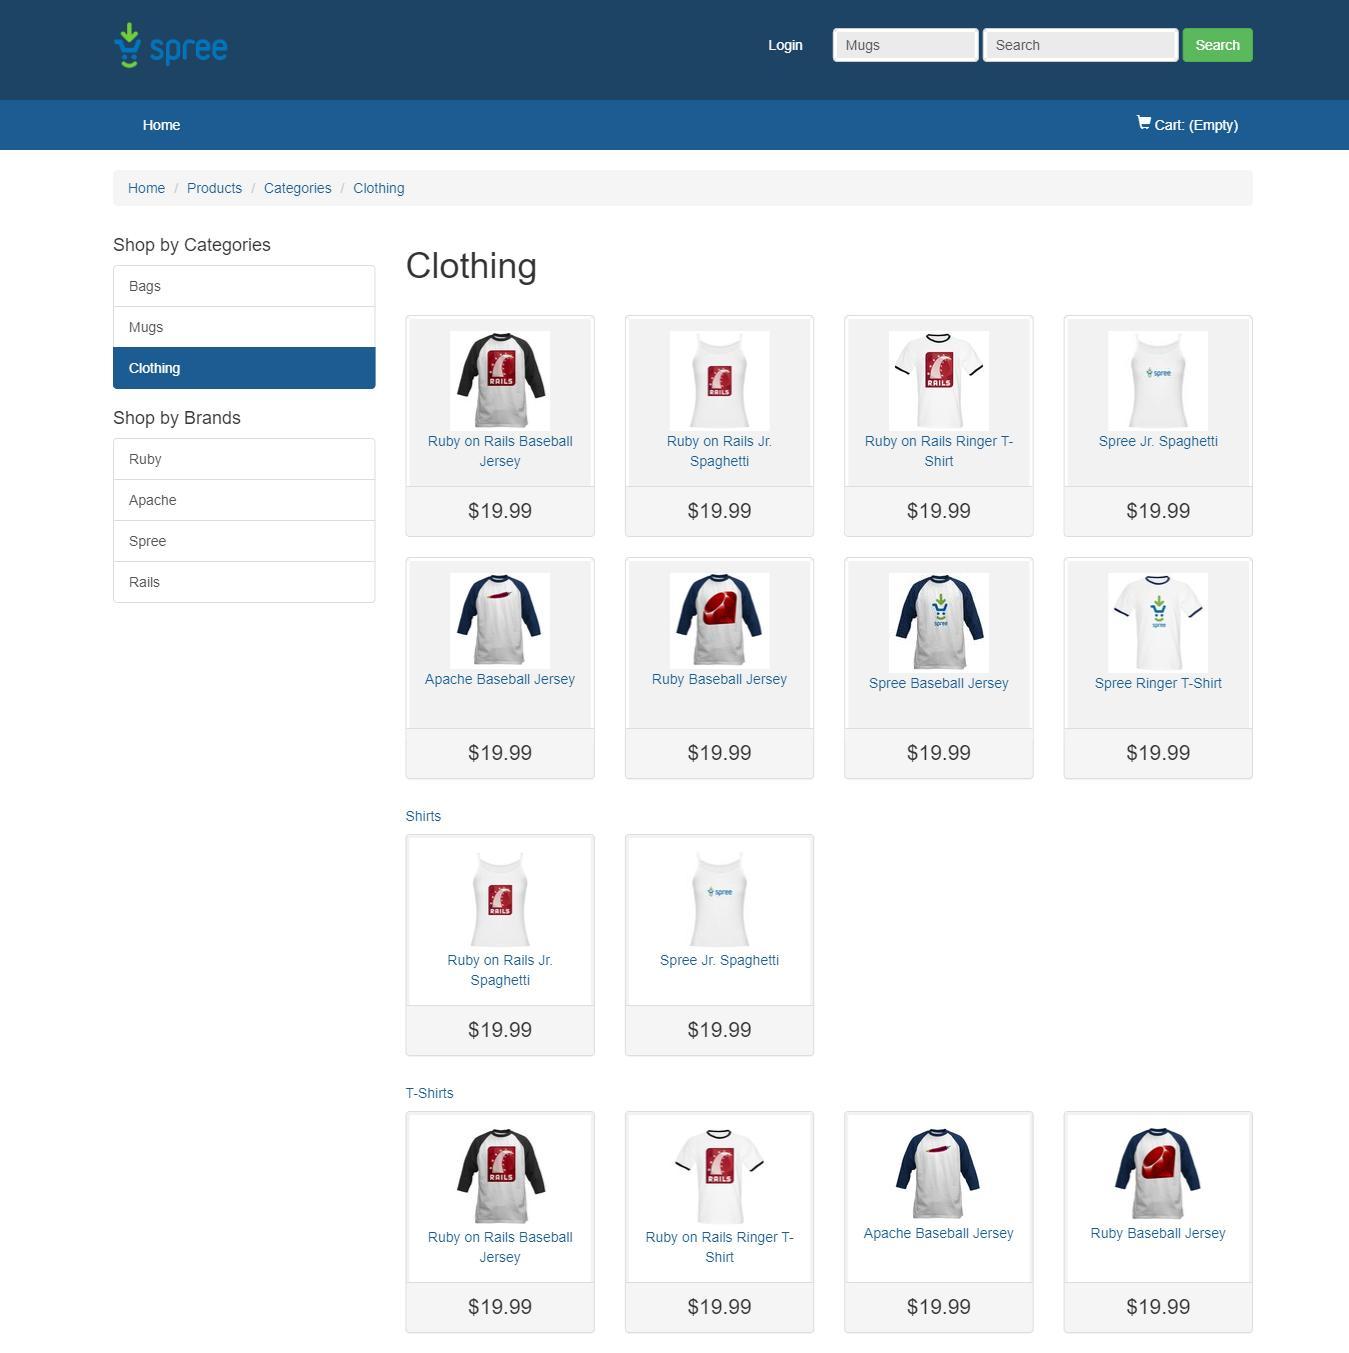 spree
Login
Mugs
Search
Search
Home
Cart: (Empty)
Home / Products / Categories / Clothing
Shop by Categories
Bags
Mugs
Clothing
Shop by Brands
Ruby
Apache
Spree
Rails
Clothing
RAILS
Ruby on Rails Baseball
Jersey
$19.99
RAILS
Ruby on Rails Jr.
Spaghetti
$19.99
RAILS
Ruby on Rails Ringer T-
Shirt
$19.99
spree
Spree Jr. Spaghetti
$19.99
Apache Baseball Jersey
$19.99
Ruby Baseball Jersey
$19.99
spree
Spree Baseball Jersey
$19.99
spree
Spree Ringer T-Shirt
$19.99
Shirts
RAILS
Ruby on Rails Jr.
Spaghetti
$19.99
spree
Spree Jr. Spaghetti
$19.99
T-Shirts
RAILS
Ruby on Rails Baseball
Jersey
$19.99
RAILS
Ruby on Rails Ringer T-
Shirt
$19.99
Apache Baseball Jersey
$19.99
Ruby Baseball Jersey
$19.99